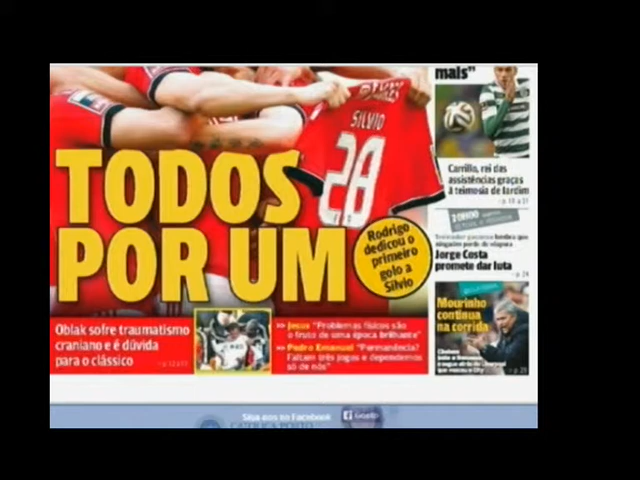 SILVIO
28
TODOS
POR UM
Rodrigo
dedicou o
primeiro
golo a
Silvio
Oblak sofre traumatismo
craniano e é dúvida
para o clássico
>> Jesus "Problemas físicos são
o fruto de uma época brilhante"
>> Pedro Emanuel "Permanência?
Faltam três jogos e dependemos
só de nós"
mais"
Carrillo, rei das
assistências graças
à teimosia de Jardim
Jorge Costa
promete dar luta
Mourinho
continua
na corrida
Siga-nos no Facebook
Gosto